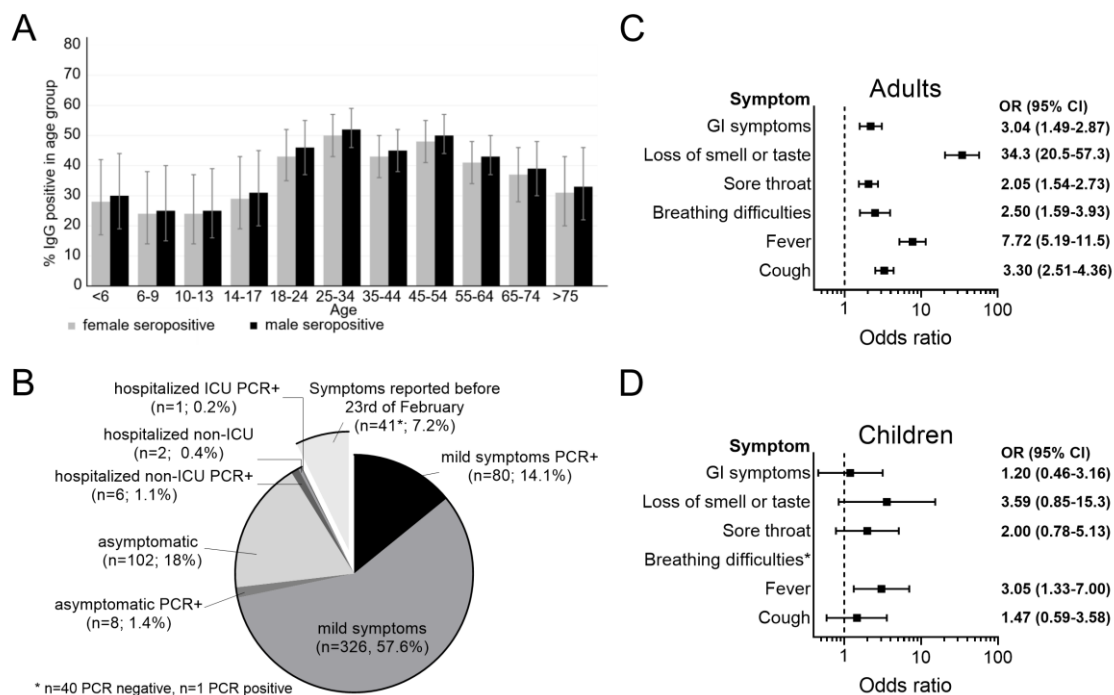 A
80
70
60
50
40
30
20
10
0
% IgG positive in age group
<6
6-9
10-13
14-17
18-24
25-34
35-44
45-54
55-64
65-74
>75
Age
female seropositive
male seropositive
B
hospitalized ICU PCR+
(n=1; 0.2%)
Symptoms reported before
23rd of February
(n=41*; 7.2%)
hospitalized non-ICU
(n=2; 0.4%)
mild symptoms PCR+
(n=80; 14.1%)
hospitalized non-ICU PCR+
(n=6; 1.1%)
asymptomatic
(n=102; 18%)
asymptomatic PCR+
(n=8; 1.4%)
mild symptoms
(n=326, 57.6%)
* n=40 PCR negative, n=1 PCR positive
C
Adults
Symptom
OR (95% CI)
GI symptoms
3.04 (1.49-2.87)
Loss of smell or taste
34.3 (20.5-57.3)
Sore throat
2.05 (1.54-2.73)
Breathing difficulties
2.50 (1.59-3.93)
Fever
7.72 (5.19-11.5)
Cough
3.30 (2.51-4.36)
1
10
100
Odds ratio
D
Children
Symptom
OR (95% CI)
GI symptoms
1.20 (0.46-3.16)
Loss of smell or taste
3.59 (0.85-15.3)
Sore throat
2.00 (0.78-5.13)
Breathing difficulties*
Fever
3.05 (1.33-7.00)
Cough
1.47 (0.59-3.58)
1
10
100
Odds ratio